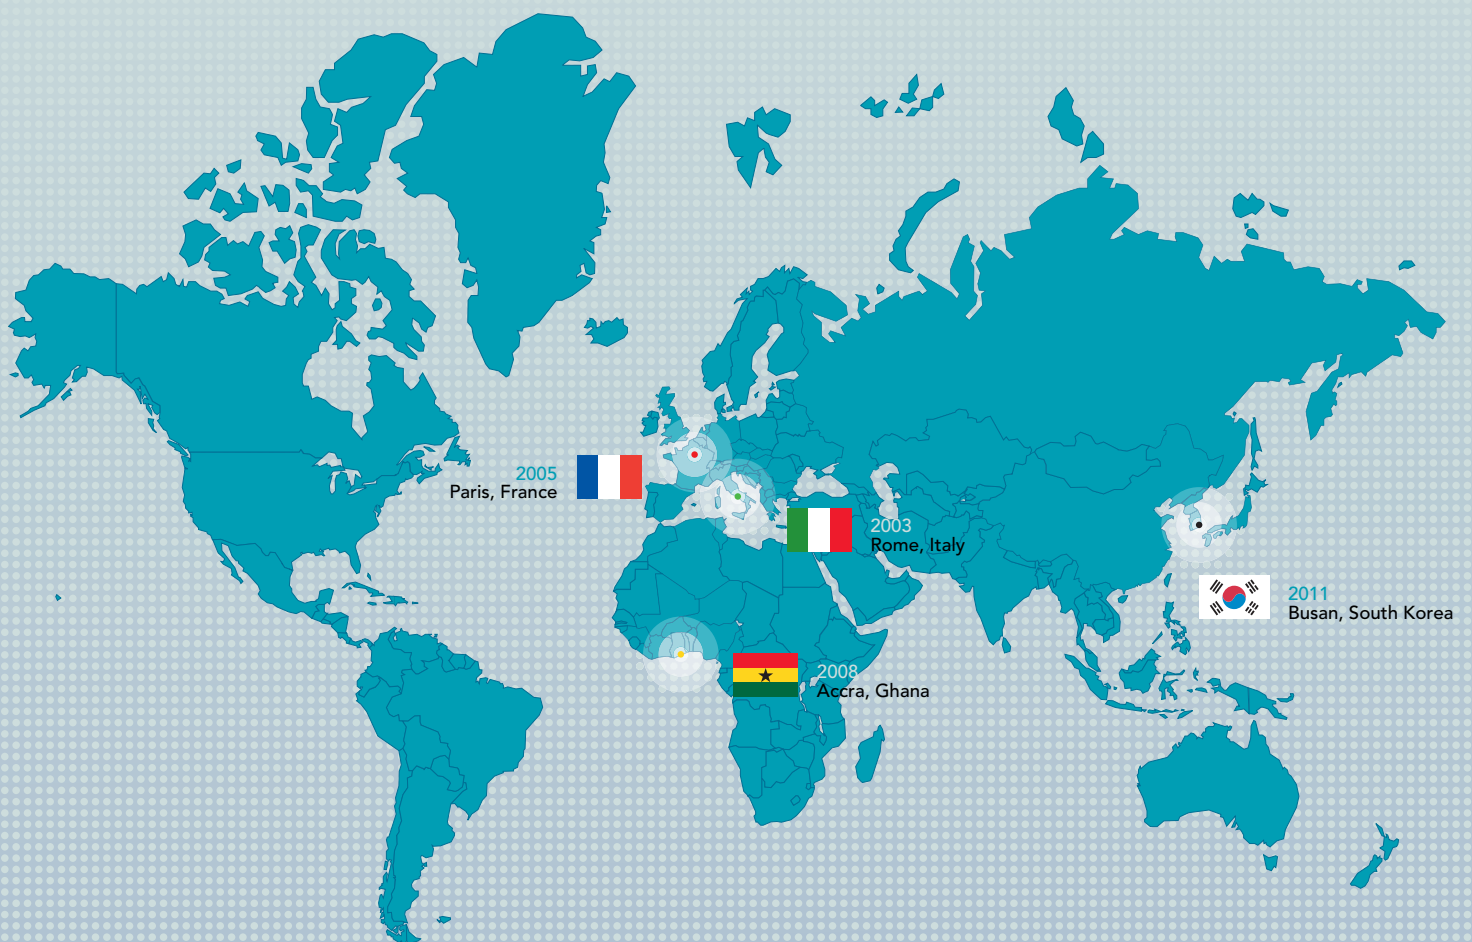 2005
Paris, France
2003
Rome, Italy
2011
Busan, South Korea
2008
Accra, Ghana